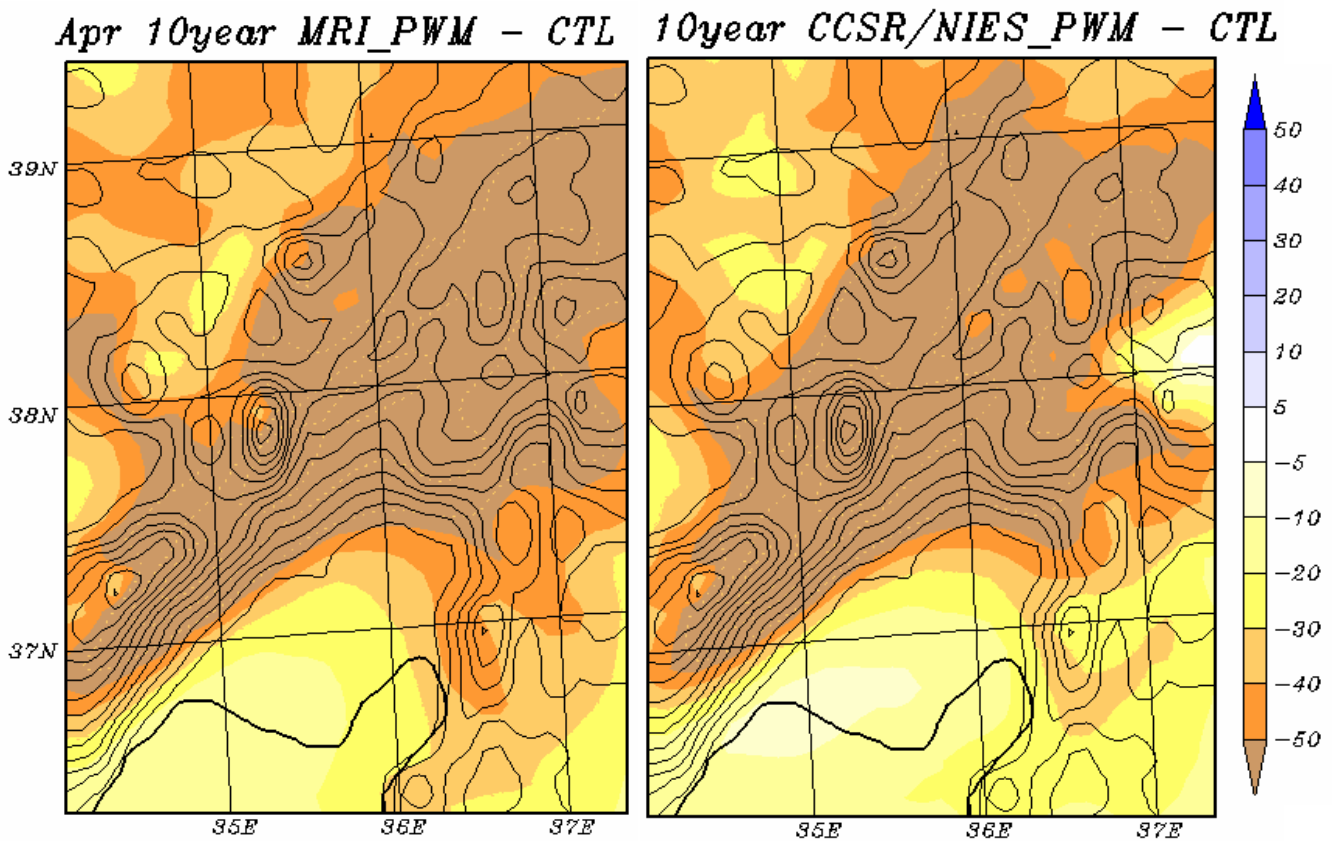 Apr 10year MRI_PWM - CTL
10year CCSR/NIES_PWM - CTL
39N
38N
37N
35E
36E
37E
35E
36E
37E
50
40
30
20
10
5
-5
-10
-20
-30
-40
-50